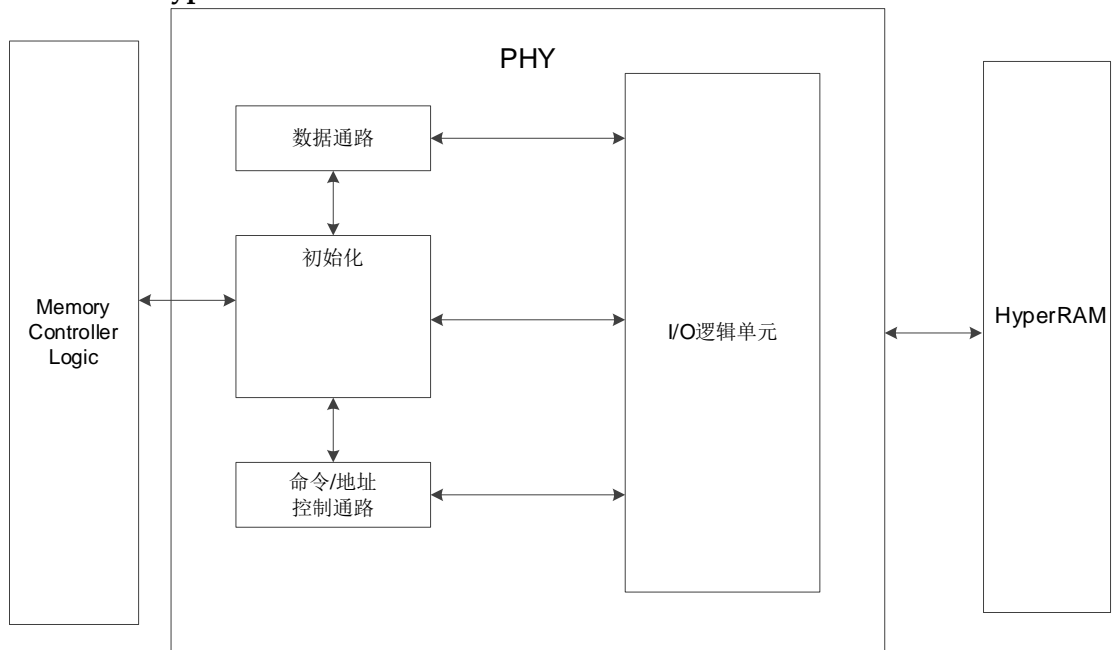 PHY
数据通路
初始化
Memory
Controller
Logic
I/O逻辑单元
HyperRAM
命令/地址
控制通路